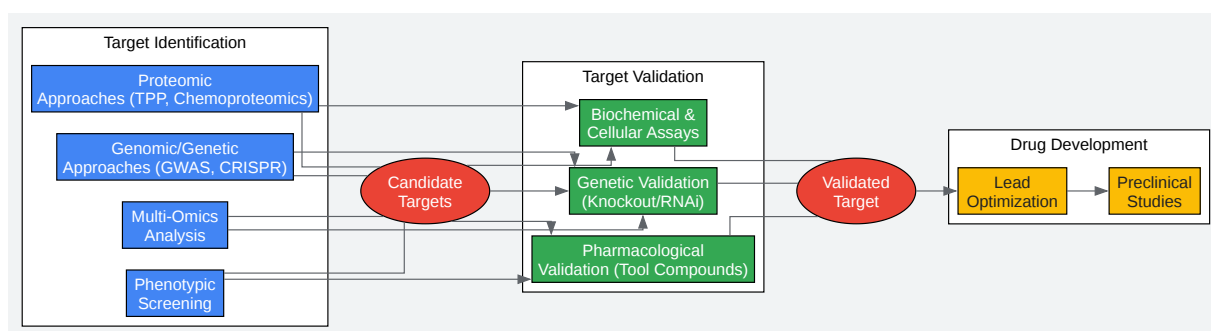 Target Identification
Proteomic
Approaches (TPP, Chemoproteomics)
Genomic/Genetic
Approaches (GWAS, CRISPR)
Multi-Omics
Analysis
Phenotypic
Screening
Candidate
Targets
Target Validation
Biochemical &
Cellular Assays
Genetic Validation
(Knockout/RNAi)
Pharmacological
Validation (Tool Compounds)
Validated
Target
Drug Development
Lead
Optimization
Preclinical
Studies